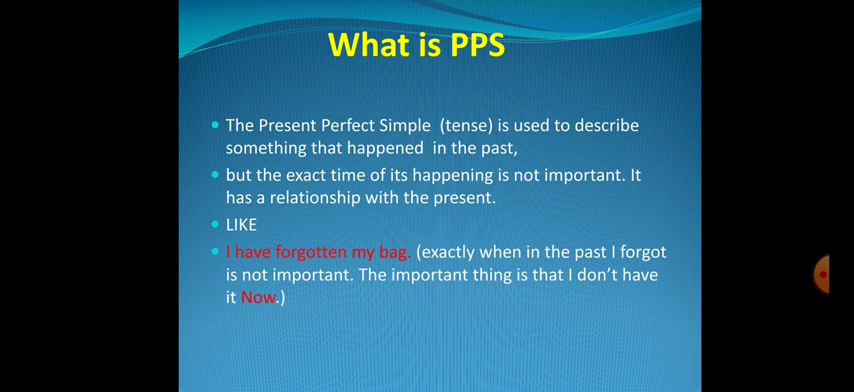 What is PPS
• The Present Perfect Simple (tense) is used to describe
something that happened in the past,
• but the exact time of its happening is not important. It
has a relationship with the present.
• LIKE
• I have forgotten my bag. (exactly when in the past I forgot
is not important. The important thing is that I don’t have
it Now.)